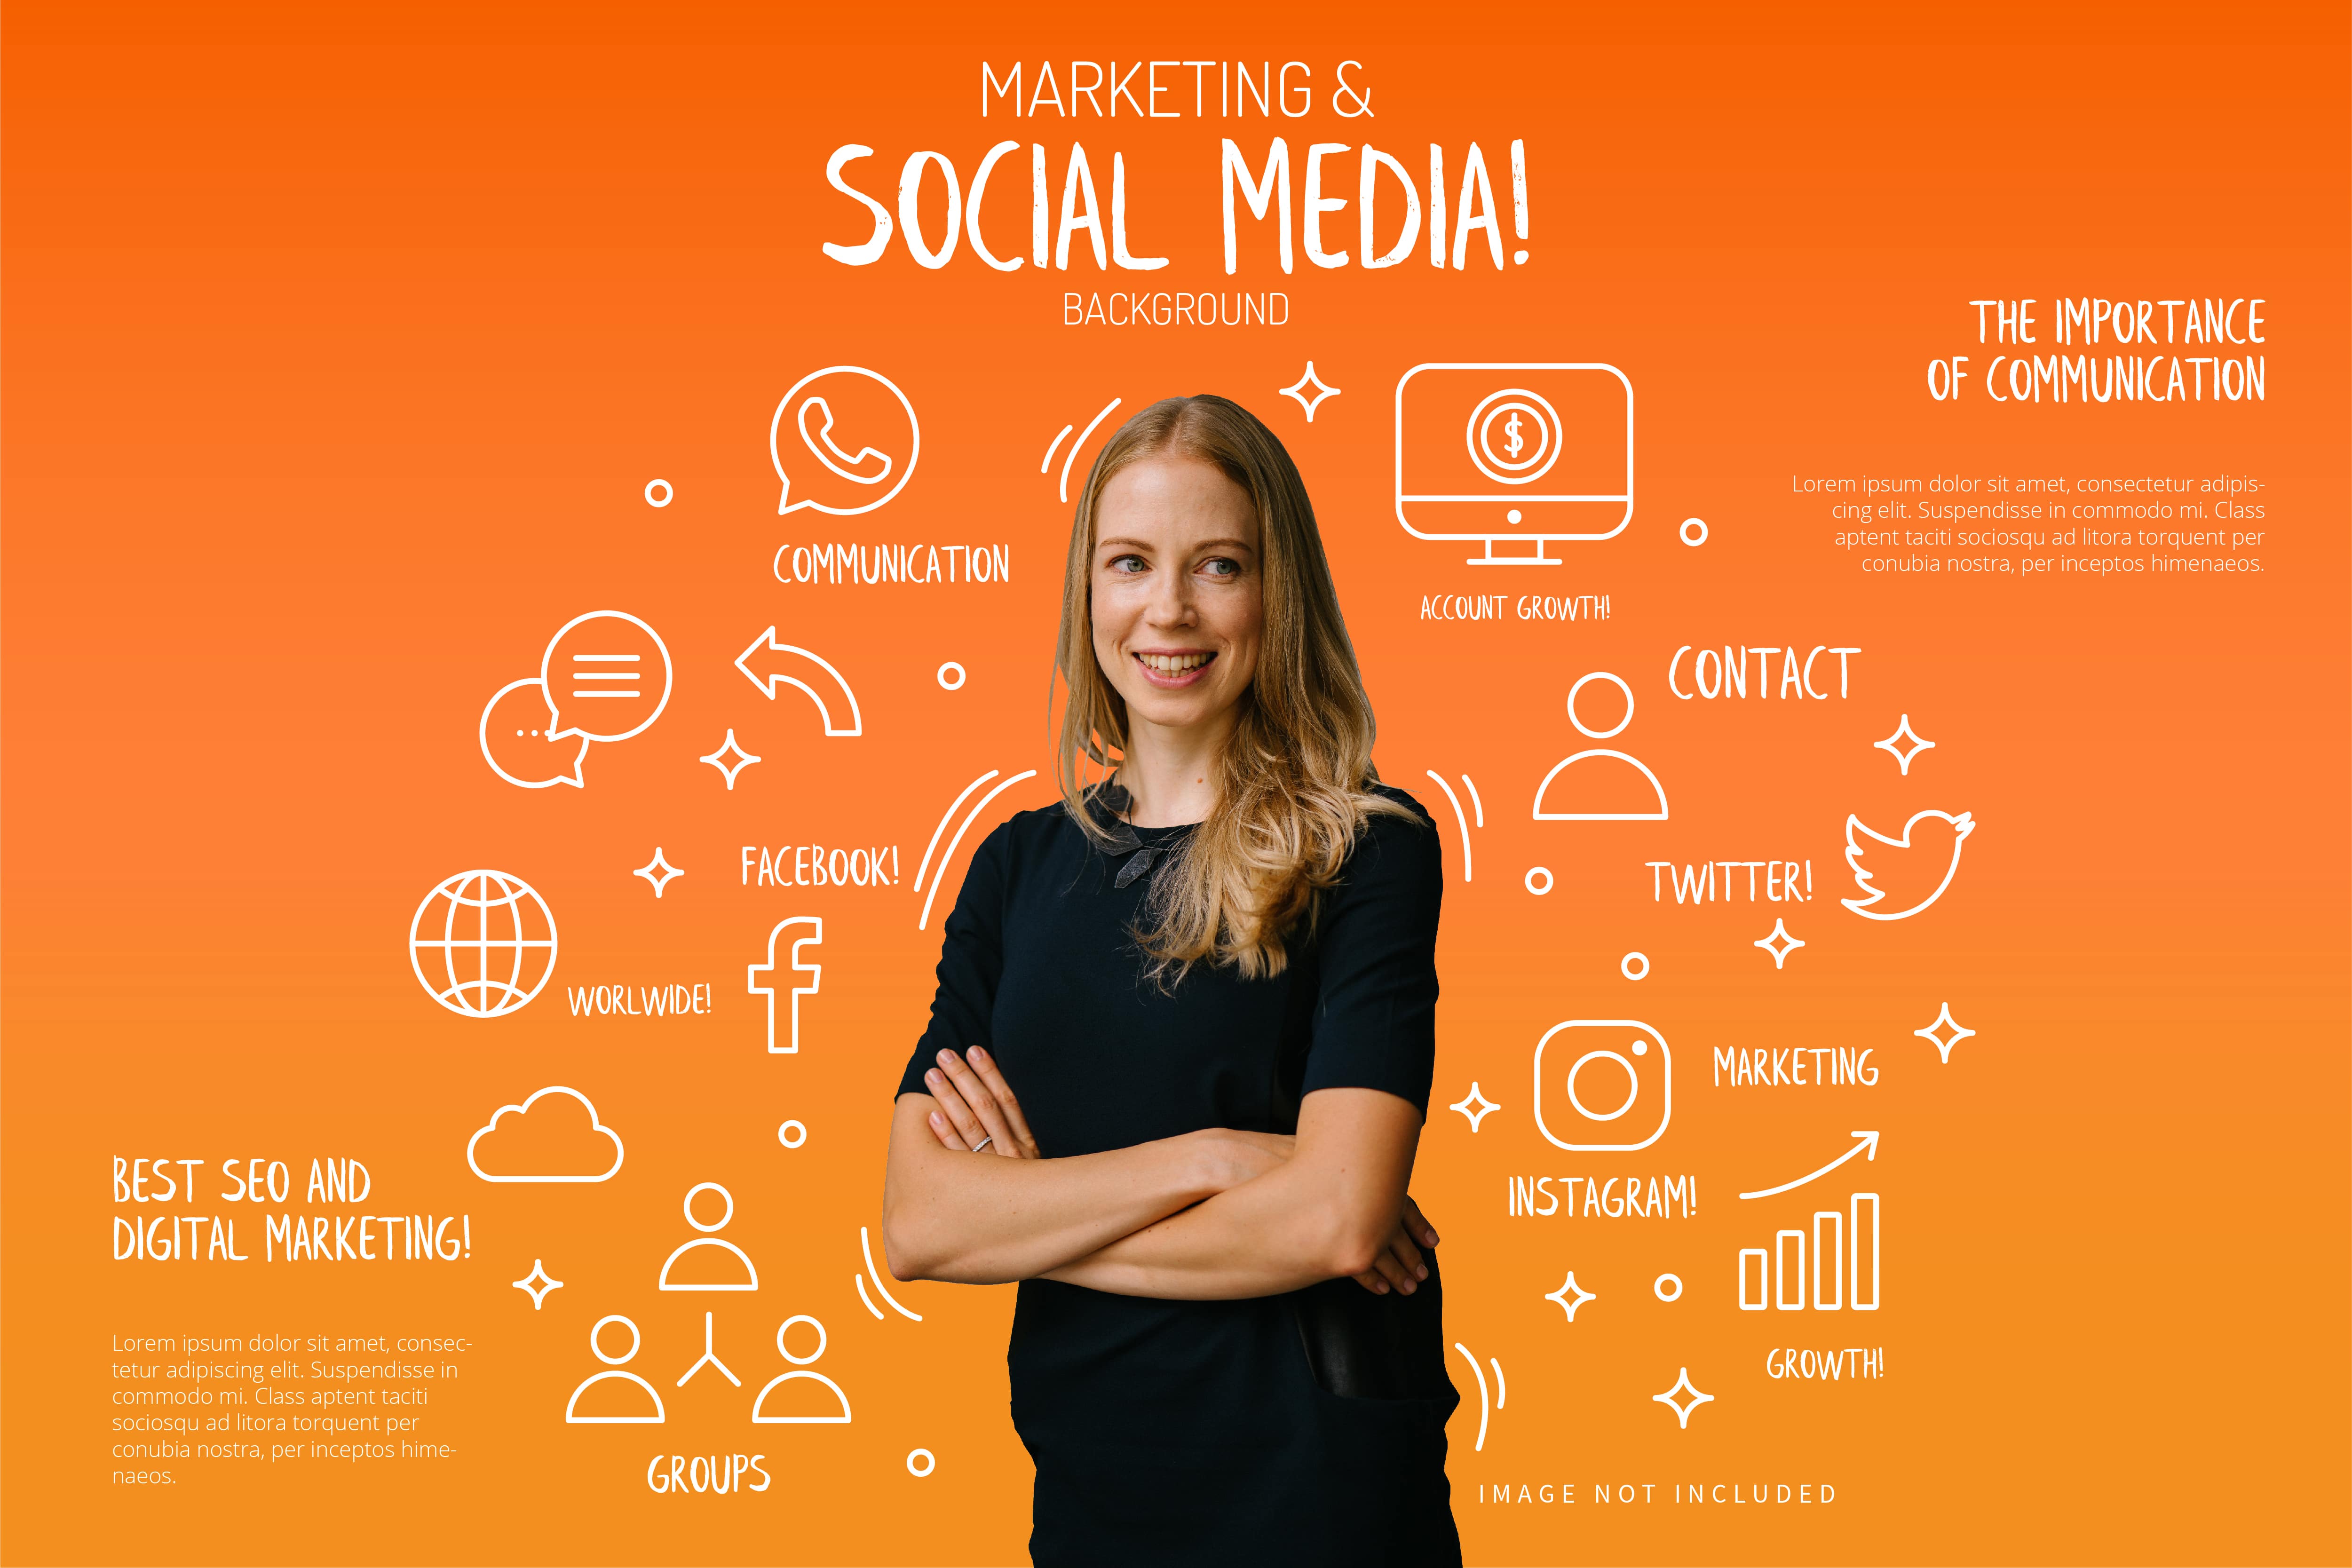 MARKETING &
SOCIAL MEDIA!
BACKGROUND
THE IMPORTANCE
OF COMMUNICATION
Lorem ipsum dolor sit amet, consectetur adipis-
cing elit. Suspendisse in commodo mi. Class
aptent taciti sociosqu ad litora torquent per
conubia nostra, per inceptos himenaeos.
COMMUNICATION
$
ACCOUNT GROWTH!
CONTACT
FACEBOOK!
TWITTER!
WORLWIDE!
MARKETING
INSTAGRAM!
BEST SEO AND
DIGITAL MARKETING!
Lorem ipsum dolor sit amet, consec-
tetur adipiscing elit. Suspendisse in
commodo mi. Class aptent taciti
sociosqu ad litora torquent per
conubia nostra, per inceptos hime-
naeos.
GROWTH!
GROUPS
IMAGE NOT INCLUDED